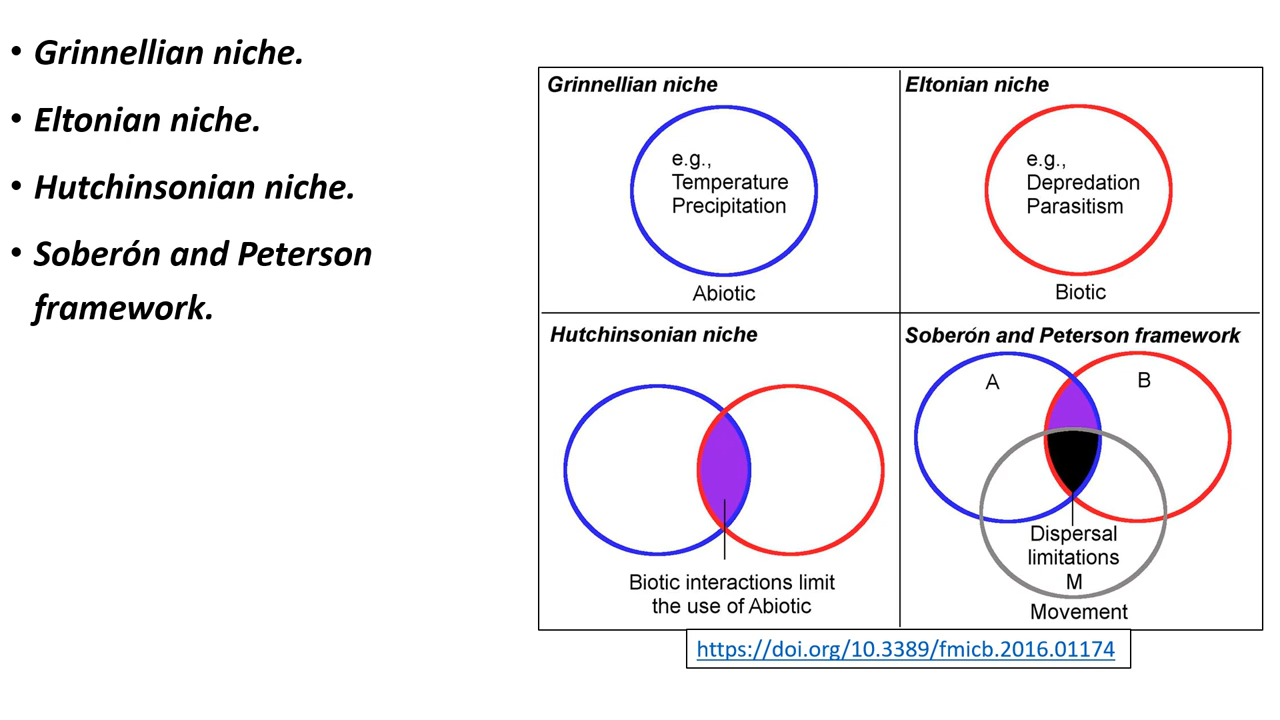 • Grinnellian niche.
• Eltonian niche.
• Hutchinsonian niche.
• Soberón and Peterson
framework.
Grinnellian niche
e.g.,
Temperature
Precipitation
Abiotic
Eltonian niche
e.g.,
Depredation
Parasitism
Biotic
Hutchinsonian niche
Biotic interactions limit
the use of Abiotic
Soberón and Peterson framework
A
B
Dispersal
limitations
M
Movement
https://doi.org/10.3389/fmicb.2016.01174